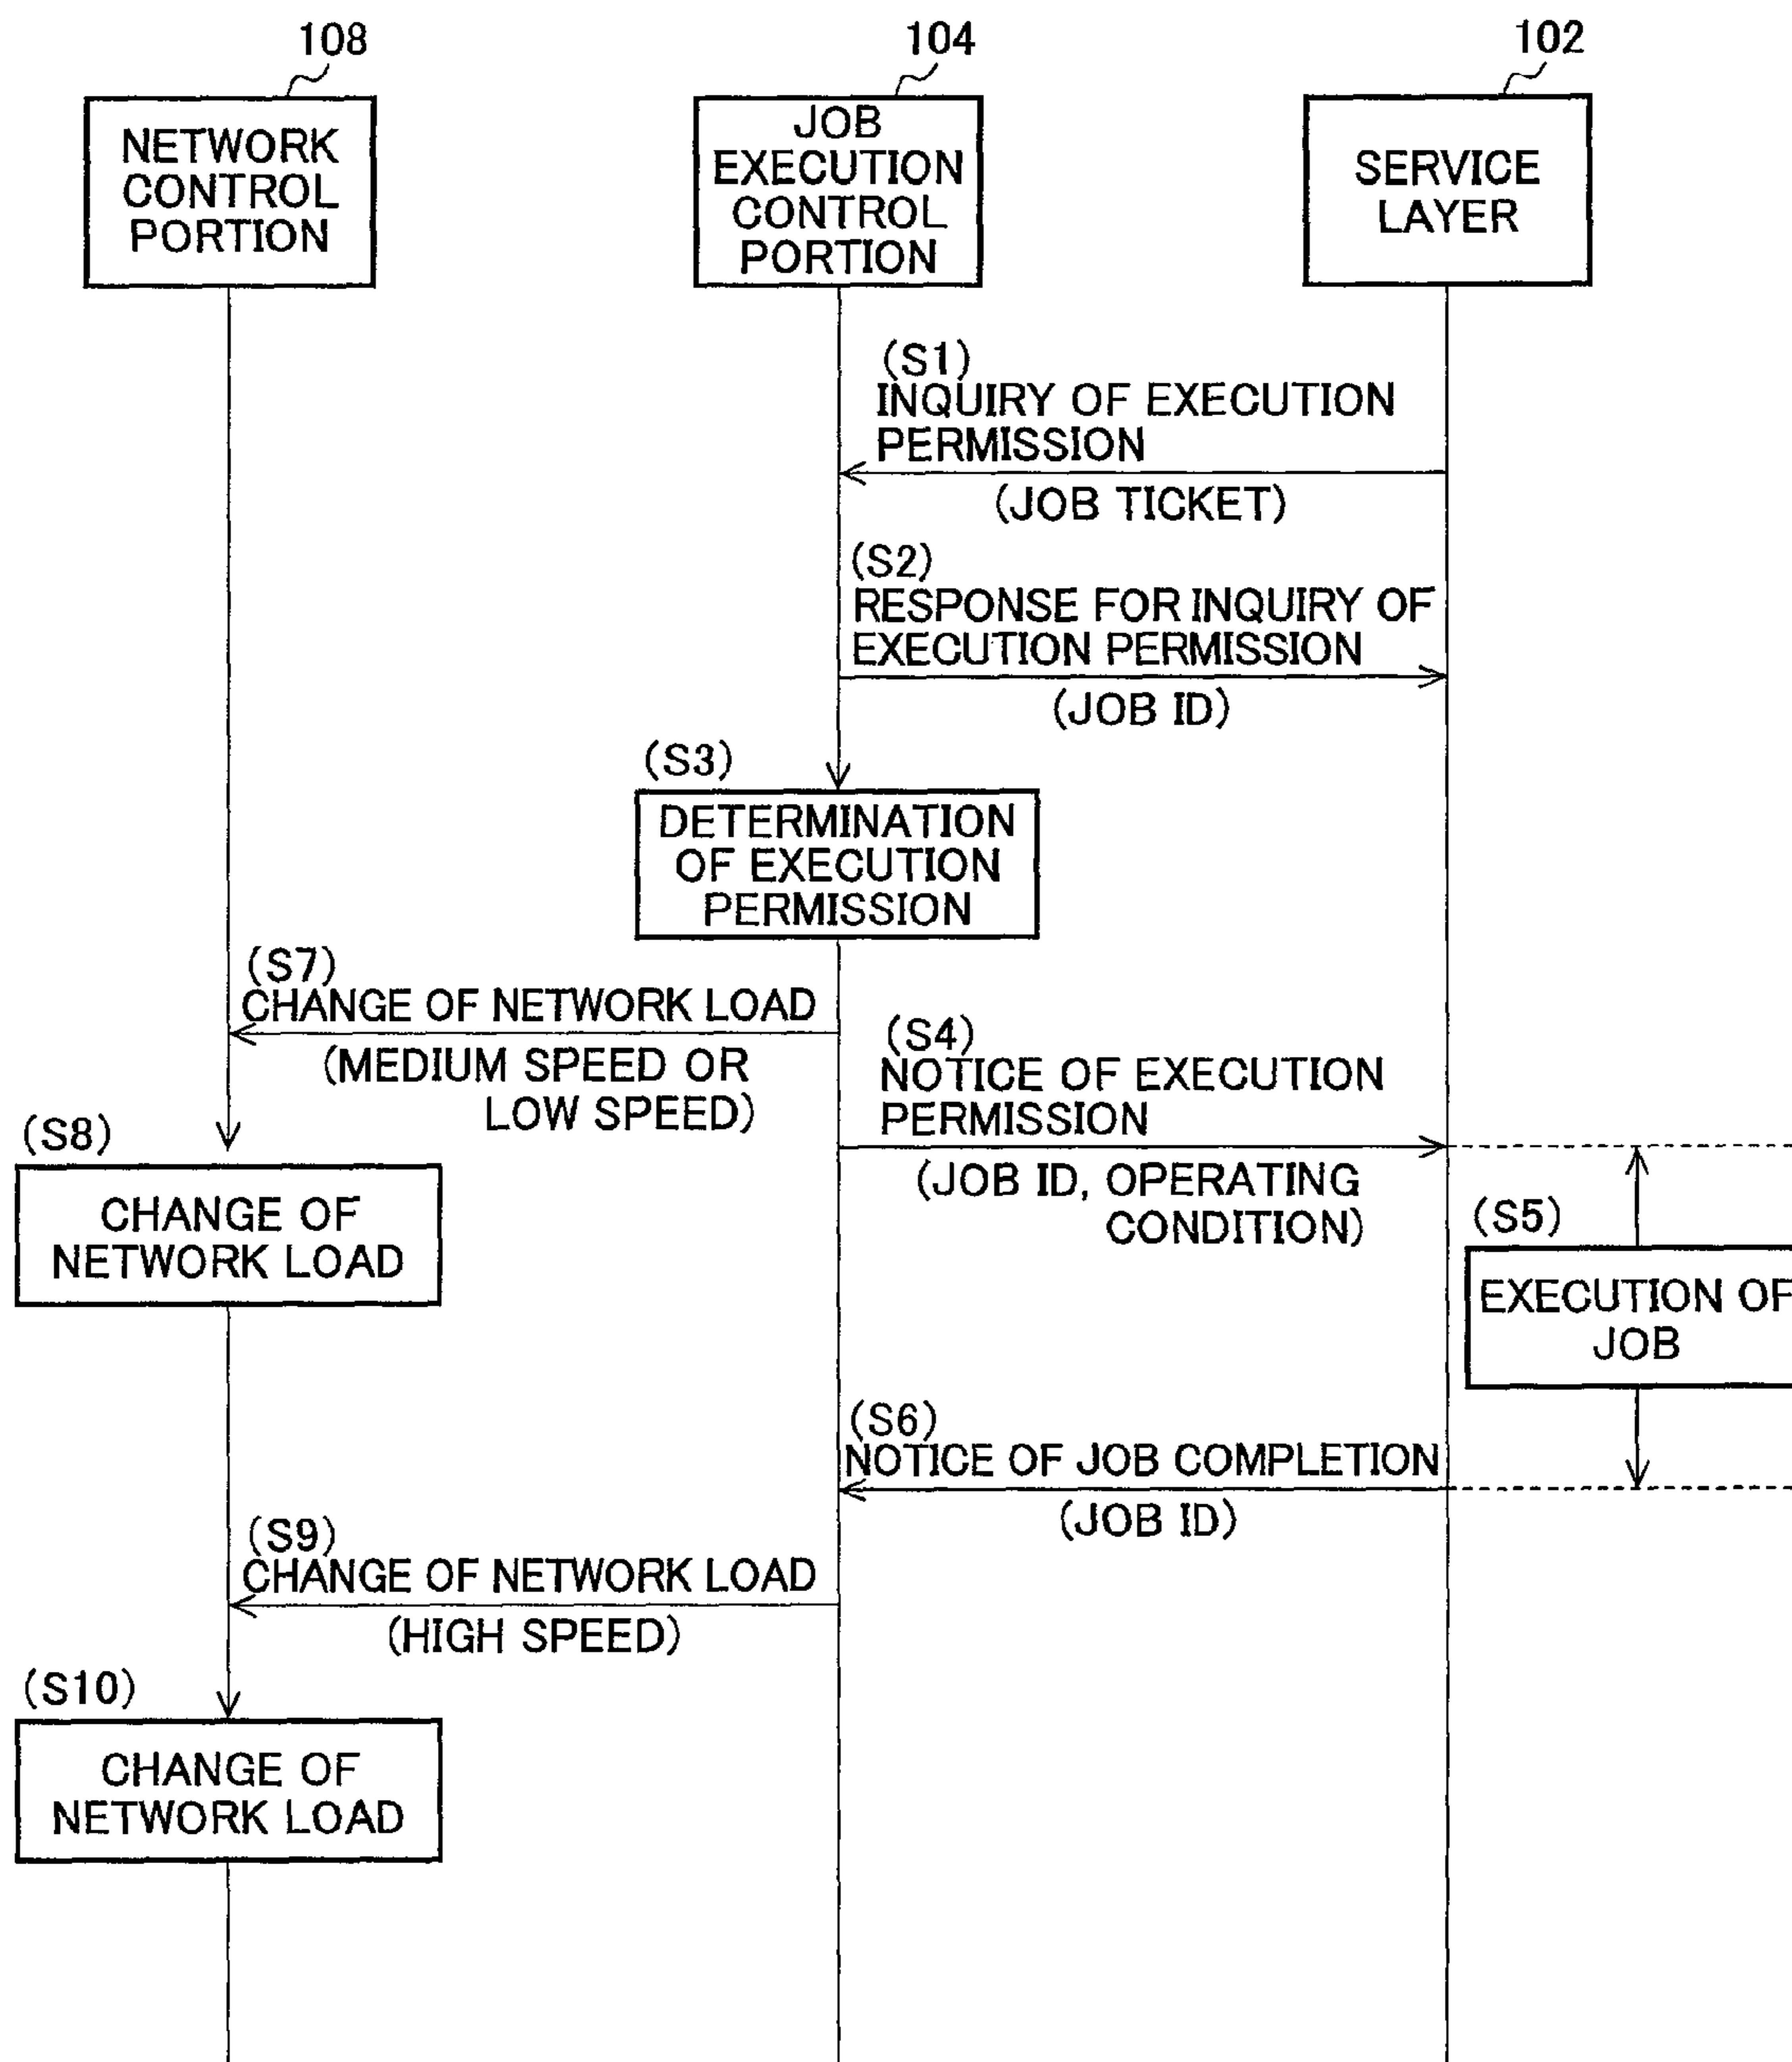 108
104
102
NETWORK
CONTROL
PORTION
JOB
EXECUTION
CONTROL
PORTION
SERVICE
LAYER
(S1)
INQUIRY OF EXECUTION
PERMISSION
(JOB TICKET)
(S2)
RESPONSE FOR INQUIRY OF
EXECUTION PERMISSION
(JOB ID)
(S3)
DETERMINATION
OF EXECUTION
PERMISSION
(S7)
CHANGE OF NETWORK LOAD
(MEDIUM SPEED OR
LOW SPEED)
(S4)
NOTICE OF EXECUTION
PERMISSION
(JOB ID, OPERATING
CONDITION)
(S8)
CHANGE OF
NETWORK LOAD
(S5)
EXECUTION OF
JOB
(S6)
NOTICE OF JOB COMPLETION
(JOB ID)
(S9)
CHANGE OF NETWORK LOAD
(HIGH SPEED)
(S10)
CHANGE OF
NETWORK LOAD